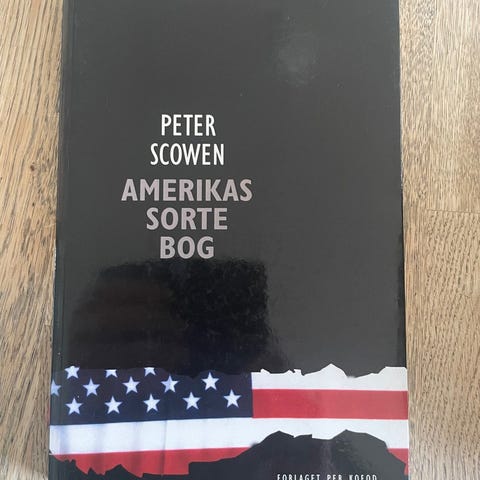 PETER
SCOWEN
AMERIKAS
SORTE
BOG
FORLAGET PER KOFOD